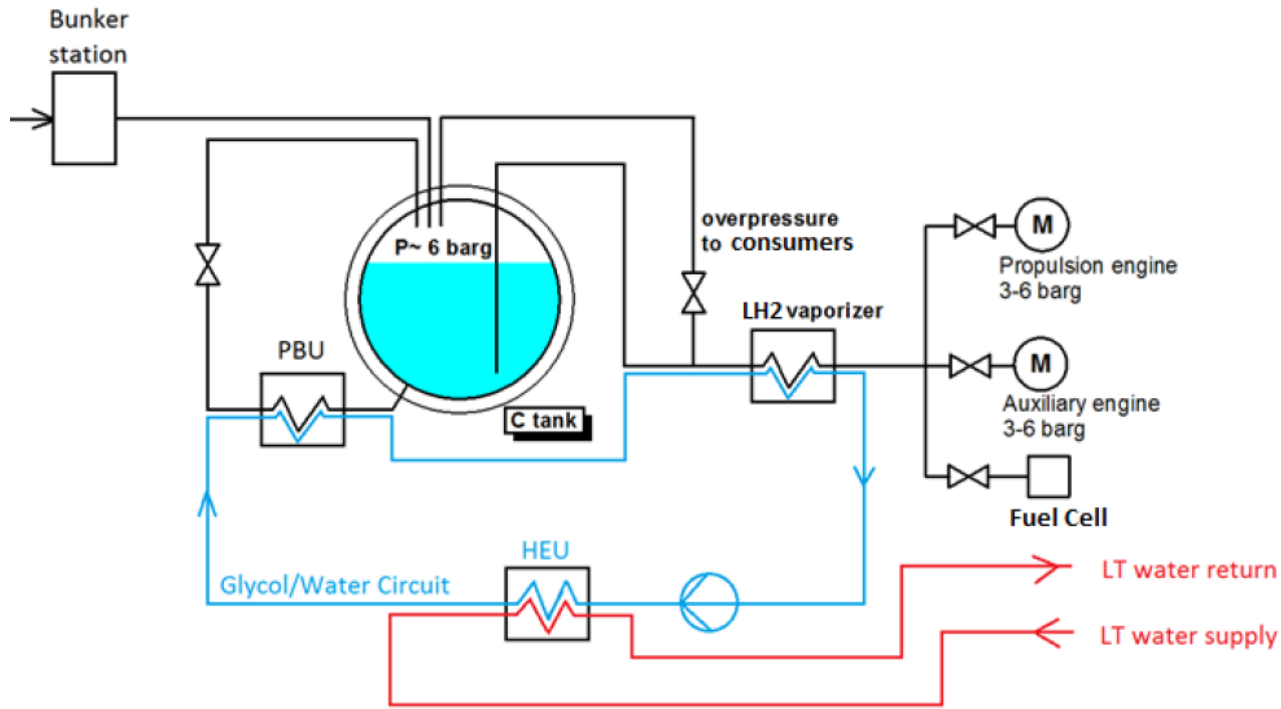 Bunker
station
P~ 6 barg
overpressure
to consumers
M
Propulsion engine
3-6 barg
LH2 vaporizer
PBU
M
Auxiliary engine
3-6 barg
C tank
Fuel Cell
HEU
Glycol/Water Circuit
LT water return
LT water supply